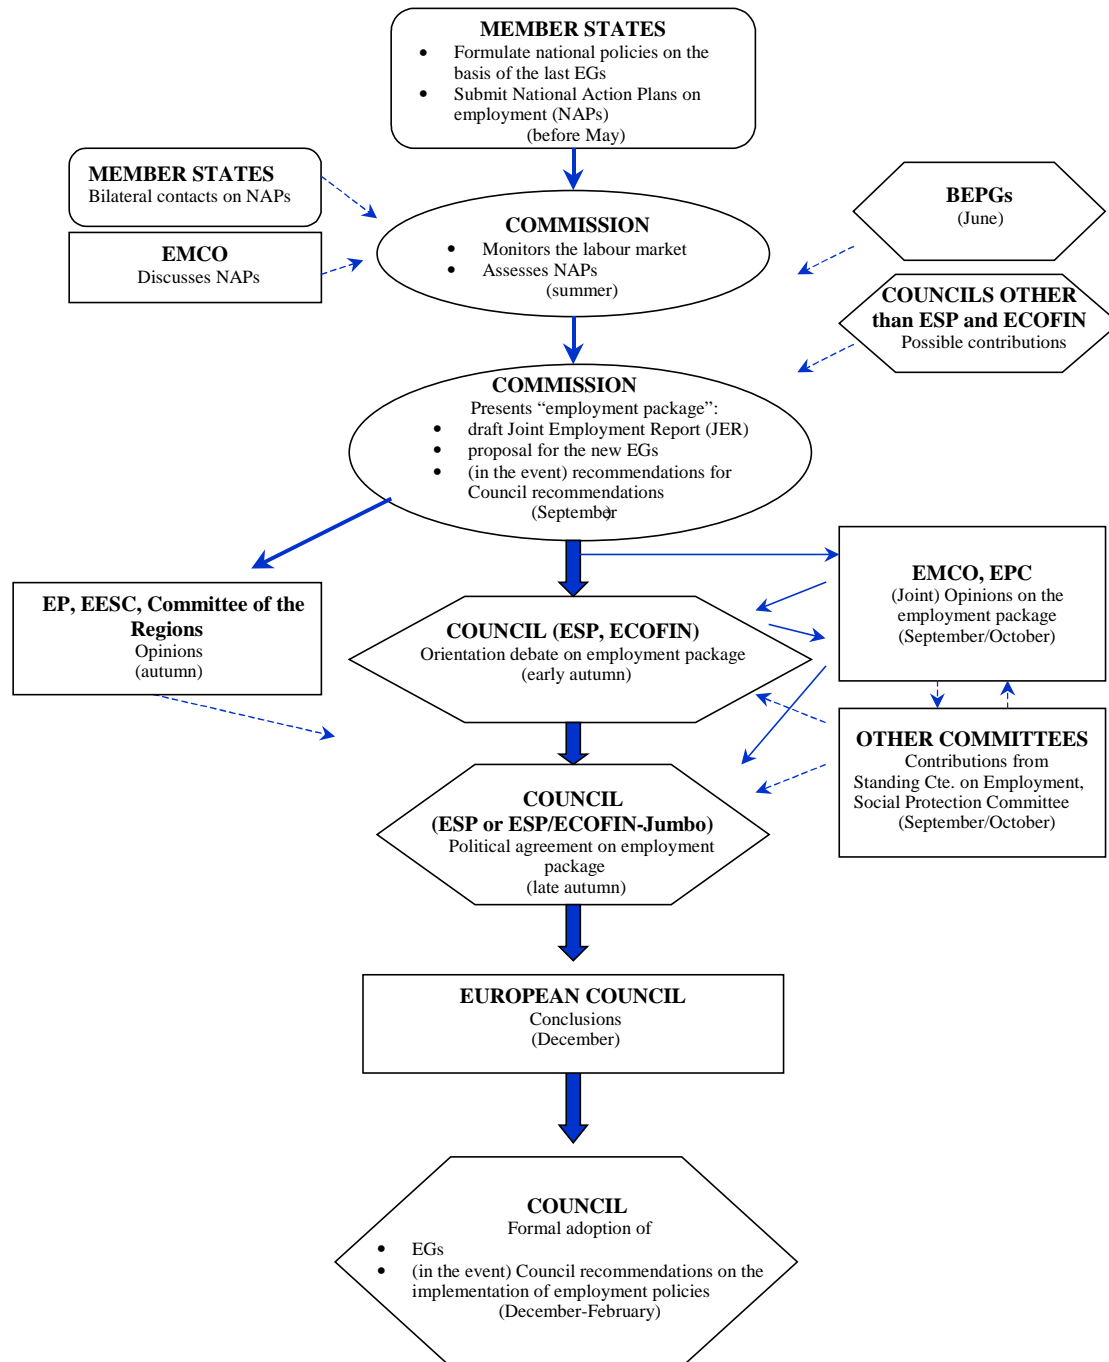 MEMBER STATES
• Formulate national policies on the
basis of the last EGs
• Submit National Action Plans on
employment (NAPs)
(before May)
MEMBER STATES
Bilateral contacts on NAPs
EMCO
Discusses NAPs
COMMISSION
• Monitors the labour market
• Assesses NAPs
(summer)
BEPGs
(June)
COUNCILS OTHER
than ESP and ECOFIN
Possible contributions
COMMISSION
Presents “employment package”:
• draft Joint Employment Report (JER)
• proposal for the new EGs
• (in the event) recommendations for
Council recommendations
(September)
EP, EESC, Committee of the
Regions
Opinions
(autumn)
COUNCIL (ESP, ECOFIN)
Orientation debate on employment package
(early autumn)
EMCO, EPC
(Joint) Opinions on the
employment package
(September/October)
OTHER COMMITTEES
Contributions from
Standing Cte. on Employment,
Social Protection Committee
(September/October)
COUNCIL
(ESP or ESP/ECOFIN-Jumbo)
Political agreement on employment
package
(late autumn)
EUROPEAN COUNCIL
Conclusions
(December)
COUNCIL
Formal adoption of
• EGs
• (in the event) Council recommendations on the
implementation of employment policies
(December-February)